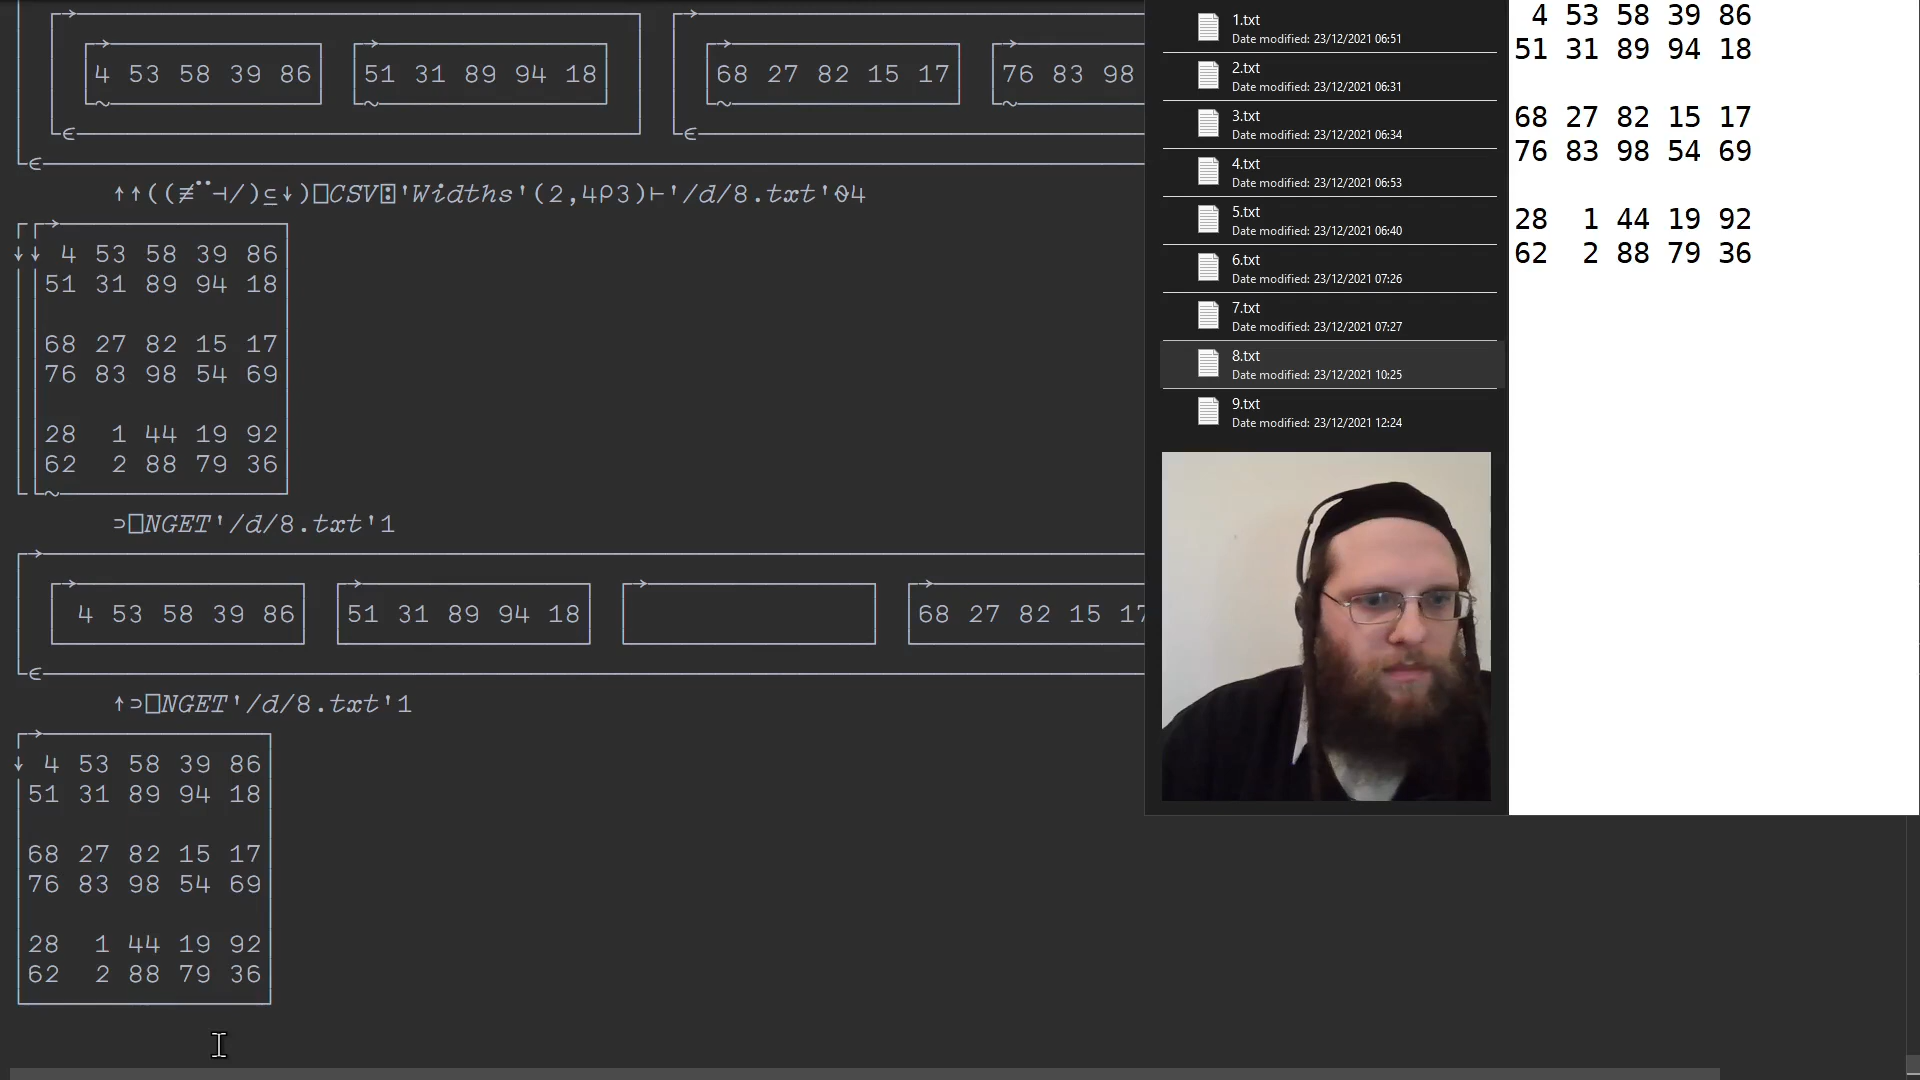 4 53 58 39 86 51 31 89 94 18 68 27 82 15 17 76 83 98
↑↑((≢¨⊣/)⊆↓)⎕CSV⍠'Widths'(2,4⍴3)⊢'/d/8.txt'⍬4
4 53 58 39 86
51 31 89 94 18
68 27 82 15 17
76 83 98 54 69
28 1 44 19 92
62 2 88 79 36
⊃⎕NGET'/d/8.txt'1
4 53 58 39 86 51 31 89 94 18 68 27 82 15 17
↑⊃⎕NGET'/d/8.txt'1
4 53 58 39 86
51 31 89 94 18
68 27 82 15 17
76 83 98 54 69
28 1 44 19 92
62 2 88 79 36
1.txt
Date modified: 23/12/2021 06:51
2.txt
Date modified: 23/12/2021 06:31
3.txt
Date modified: 23/12/2021 06:34
4.txt
Date modified: 23/12/2021 06:53
5.txt
Date modified: 23/12/2021 06:40
6.txt
Date modified: 23/12/2021 07:26
7.txt
Date modified: 23/12/2021 07:27
8.txt
Date modified: 23/12/2021 10:25
9.txt
Date modified: 23/12/2021 12:24
4 53 58 39 86
51 31 89 94 18
68 27 82 15 17
76 83 98 54 69
28 1 44 19 92
62 2 88 79 36